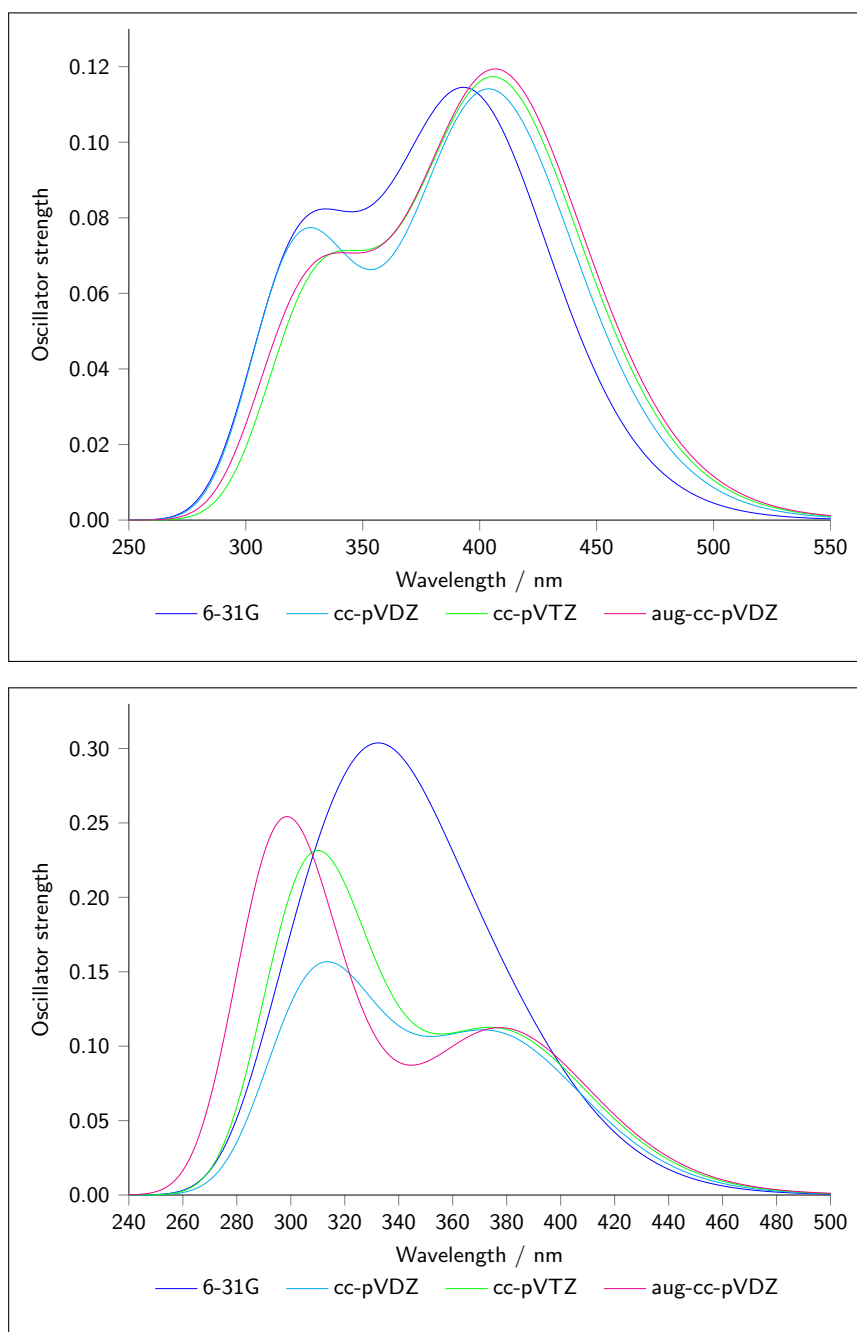 0.12
0.10
0.08
0.06
0.04
0.02
0.00
Oscillator strength
250 300 350 400 450 500 550
Wavelength / nm
6-31G cc-pVDZ cc-pVTZ aug-cc-pVDZ
0.30
0.25
0.20
0.15
0.10
0.05
0.00
Oscillator strength
240 260 280 300 320 340 360 380 400 420 440 460 480 500
Wavelength / nm
6-31G cc-pVDZ cc-pVTZ aug-cc-pVDZ